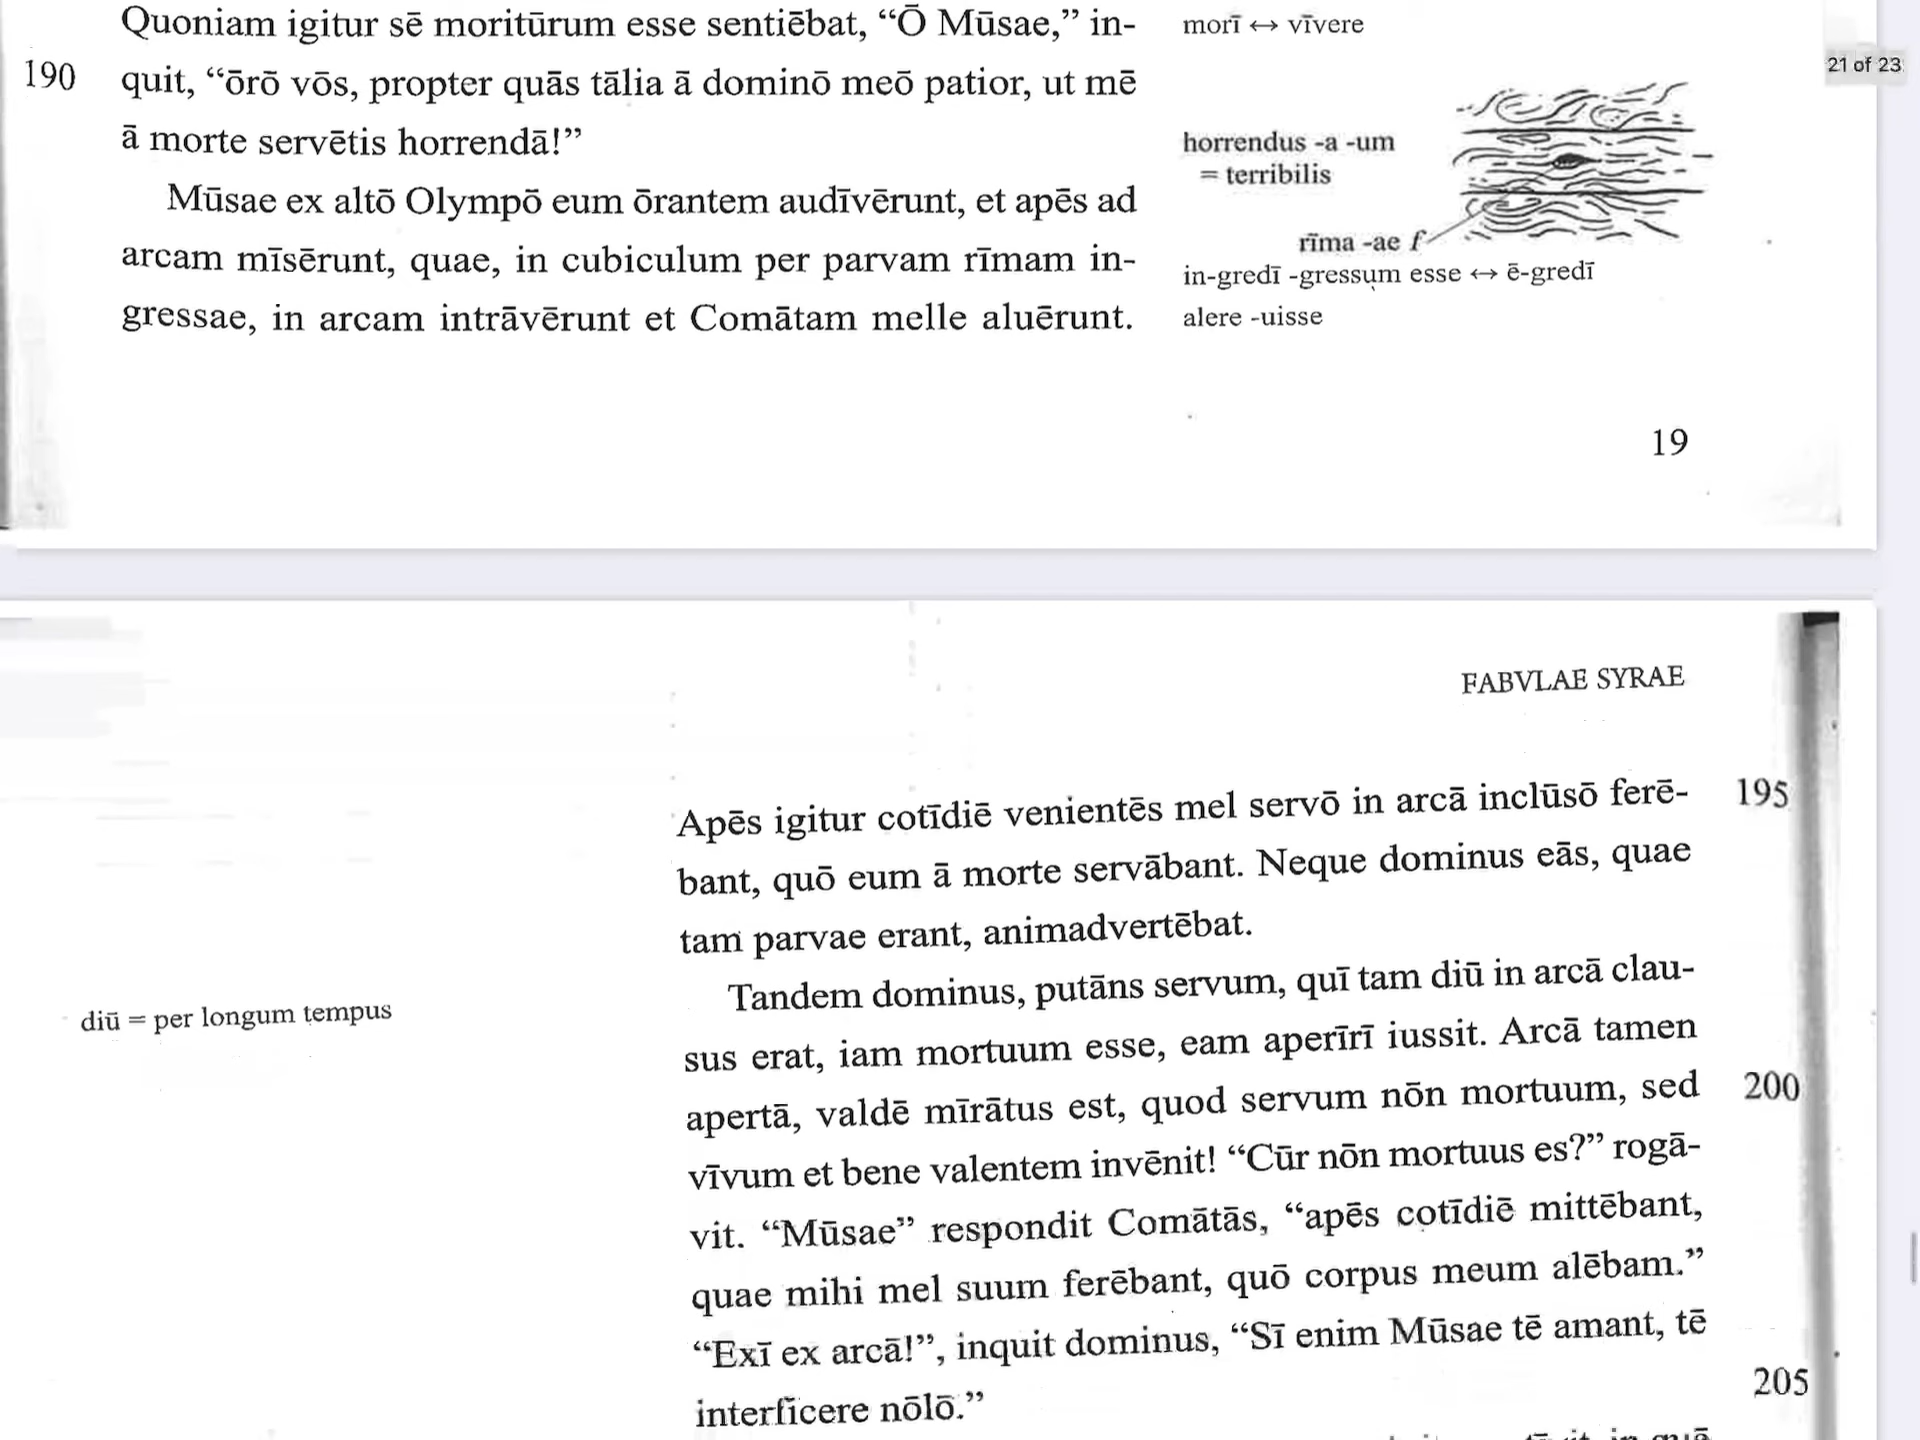 Quoniam igitur sē moritūrum esse sentiēbat, “Ō Mūsae,” in-
morī ↔ vīvere
21 of 23
190
quit, “ōrō vōs, propter quās tālia ā dominō meō patior, ut mē
ā morte servētis horrendā!”
horrendus -a -um
= terribilis
Mūsae ex altō Olympō eum ōrantem audīvērunt, et apēs ad
rīma -ae f
arcam mīsērunt, quae, in cubiculum per parvam rīmam in-
in-gredī -gressum esse ↔ ē-gredī
gressae, in arcam intrāvērunt et Comātam melle aluērunt.
alere -uisse
19
FABVLAE SYRAE
Apēs igitur cotīdiē venientēs mel servō in arcā inclūsō ferē-
195
bant, quō eum ā morte servābant. Neque dominus eās, quae
tam parvae erant, animadvertēbat.
Tandem dominus, putāns servum, quī tam diū in arcā clau-
diū = per longum tempus
sus erat, iam mortuum esse, eam aperīrī iussit. Arcā tamen
apertā, valdē mīrātus est, quod servum nōn mortuum, sed
200
vīvum et bene valentem invēnit! “Cūr nōn mortuus es?” rogā-
vit. “Mūsae” respondit Comātās, “apēs cotīdiē mittēbant,
quae mihi mel suum ferēbant, quō corpus meum alēbam.”
“Exī ex arcā!”, inquit dominus, “Sī enim Mūsae tē amant, tē
interficere nōlō.”
205